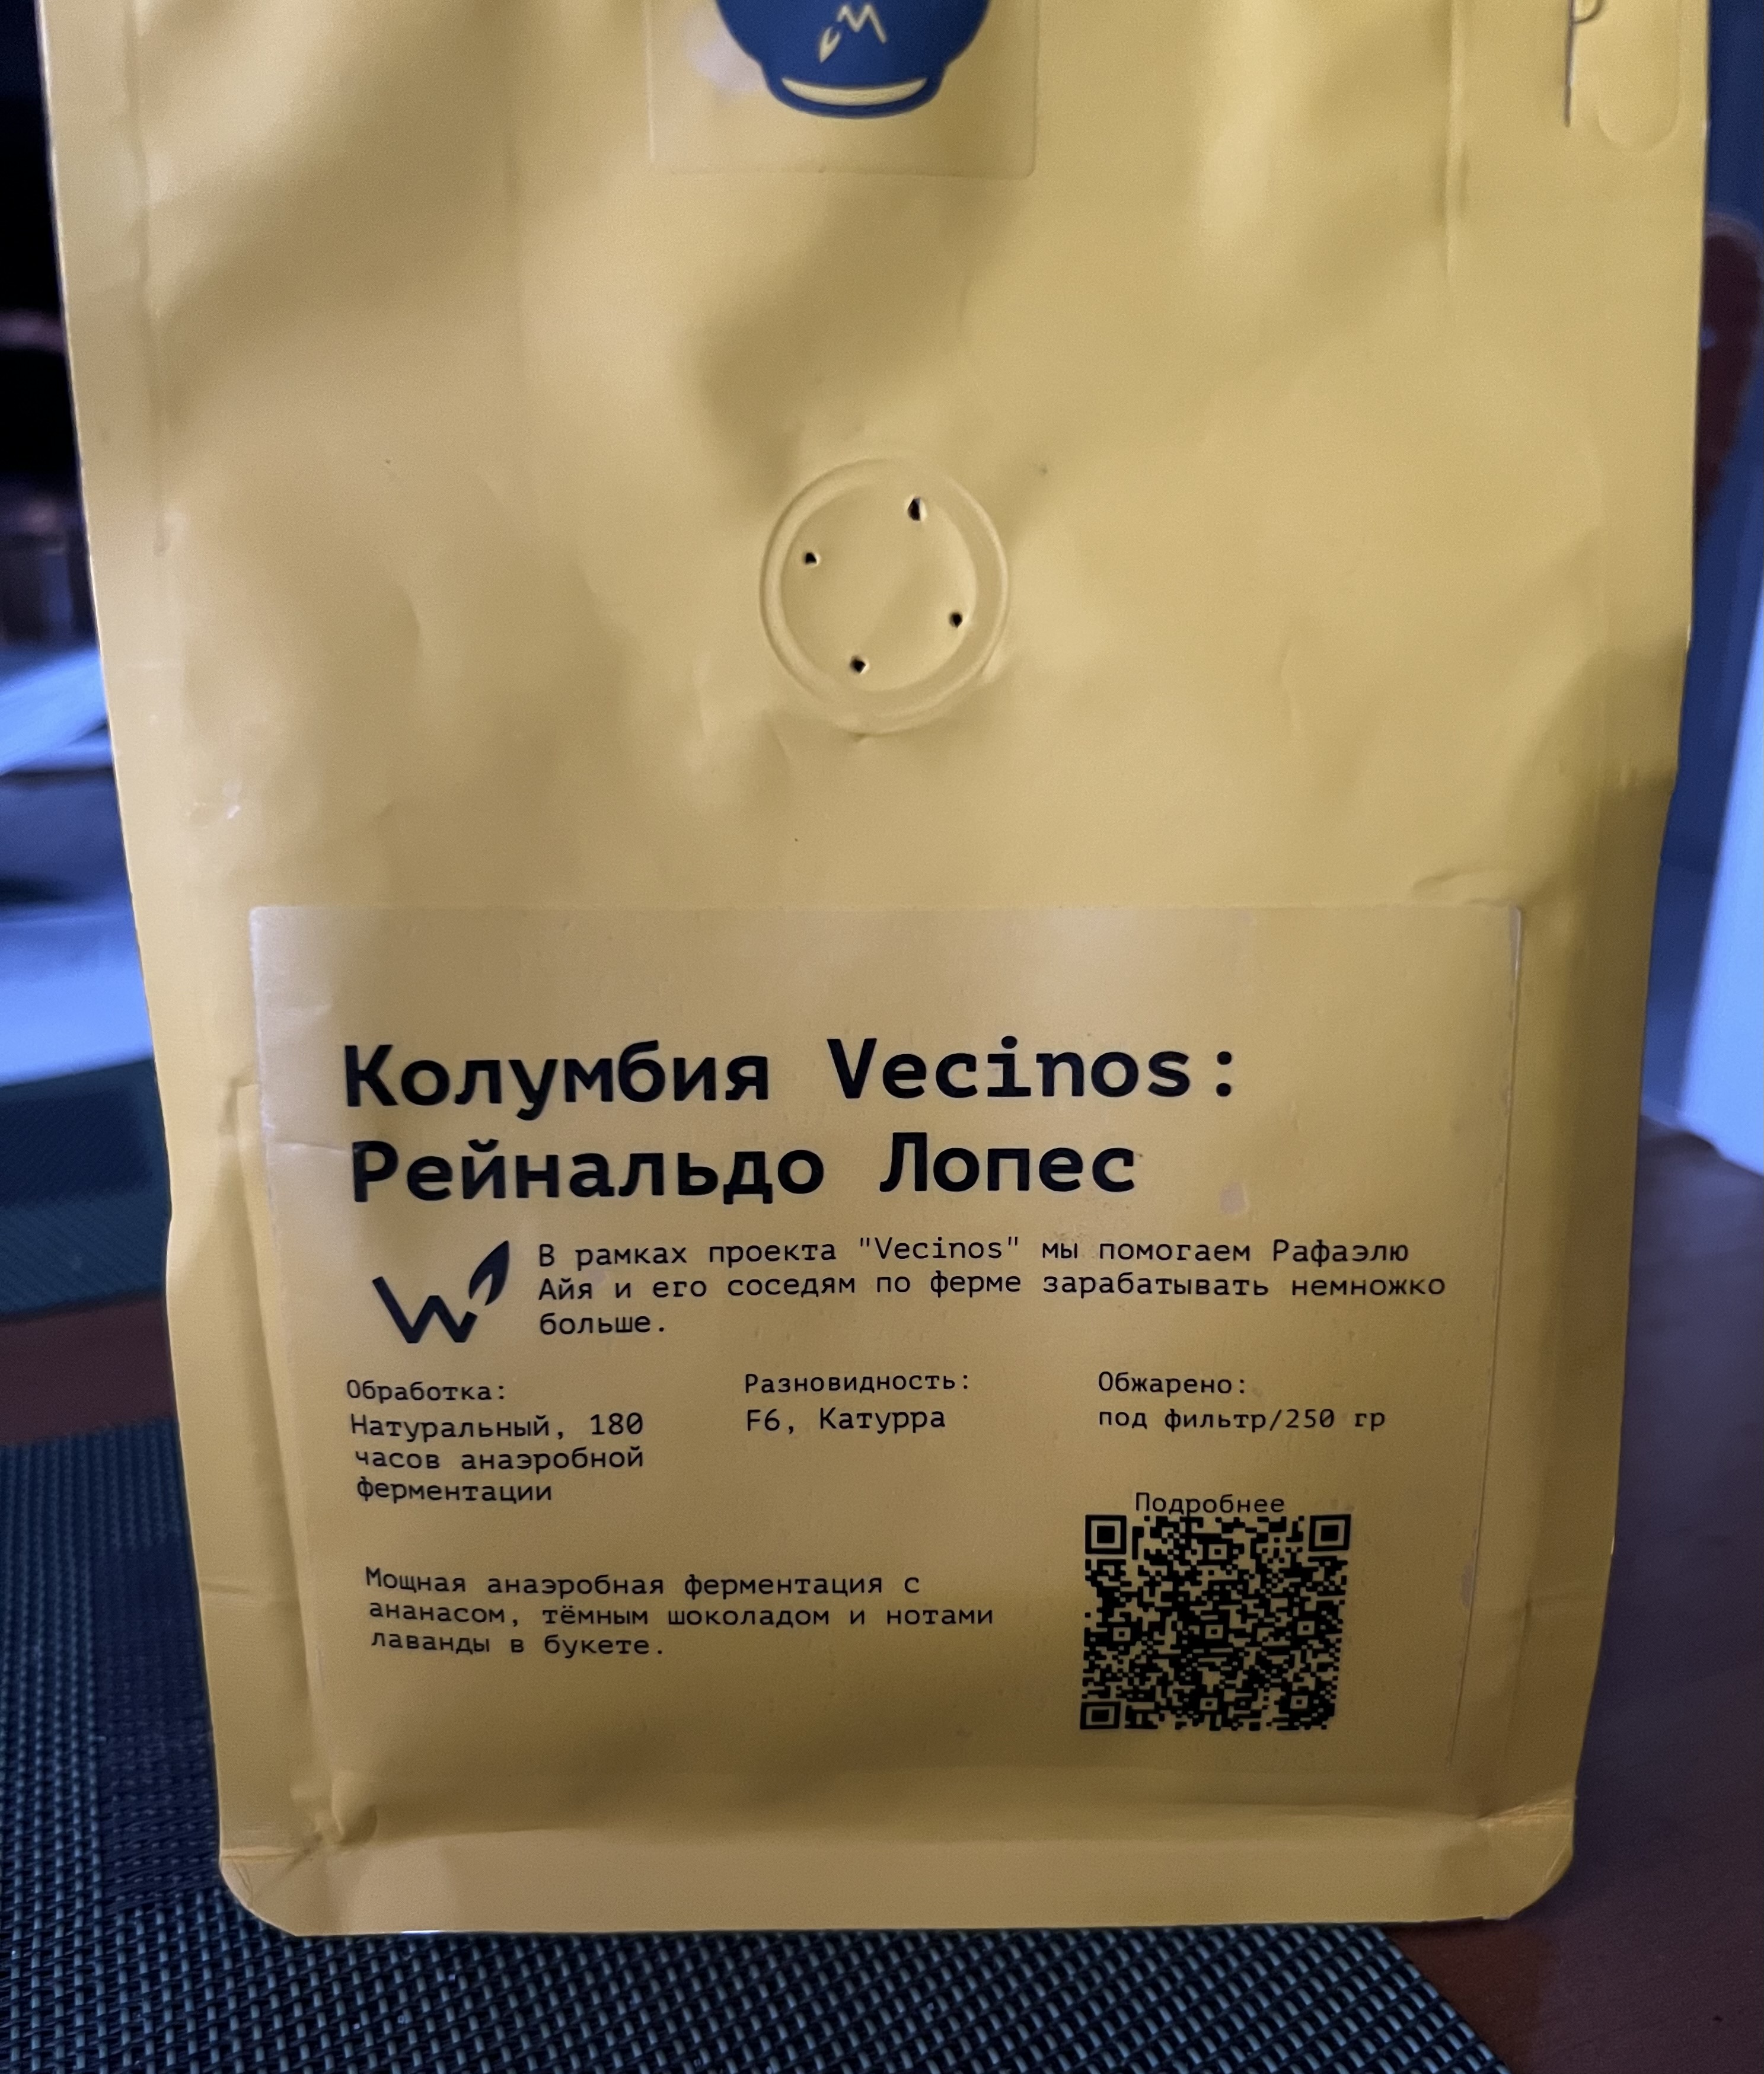 Колумбия Vecinos:
Рейнальдо Лопес
В рамках проекта "Vecinos" мы помогаем Рафаэлю
Айя и его соседям по ферме зарабатывать немножко
больше.
Обработка:
Натуральный, 180
часов анаэробной
ферментации
Разновидность:
F6, Катурра
Обжарено:
под фильтр/250 гр
Подробнее
Мощная анаэробная ферментация с
ананасом, тёмным шоколадом и нотами
лаванды в букете.